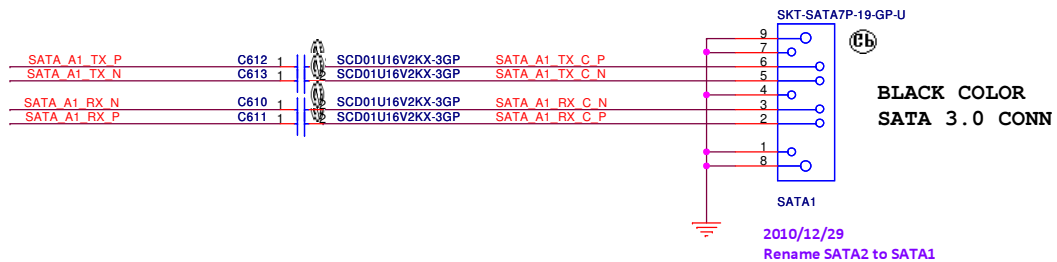 SKT-SATA7P-19-GP-U
9
7
SATA_A1_TX_P C612 1 SCD01U16V2KX-3GP SATA_A1_TX_C_P 6
SATA_A1_TX_N C613 1 SCD01U16V2KX-3GP SATA_A1_TX_C_N 5
4
SATA_A1_RX_N C610 1 SCD01U16V2KX-3GP SATA_A1_RX_C_N 3
SATA_A1_RX_P C611 1 SCD01U16V2KX-3GP SATA_A1_RX_C_P 2
1
8
BLACK COLOR
SATA 3.0 CONN
SATA1
2010/12/29
Rename SATA2 to SATA1